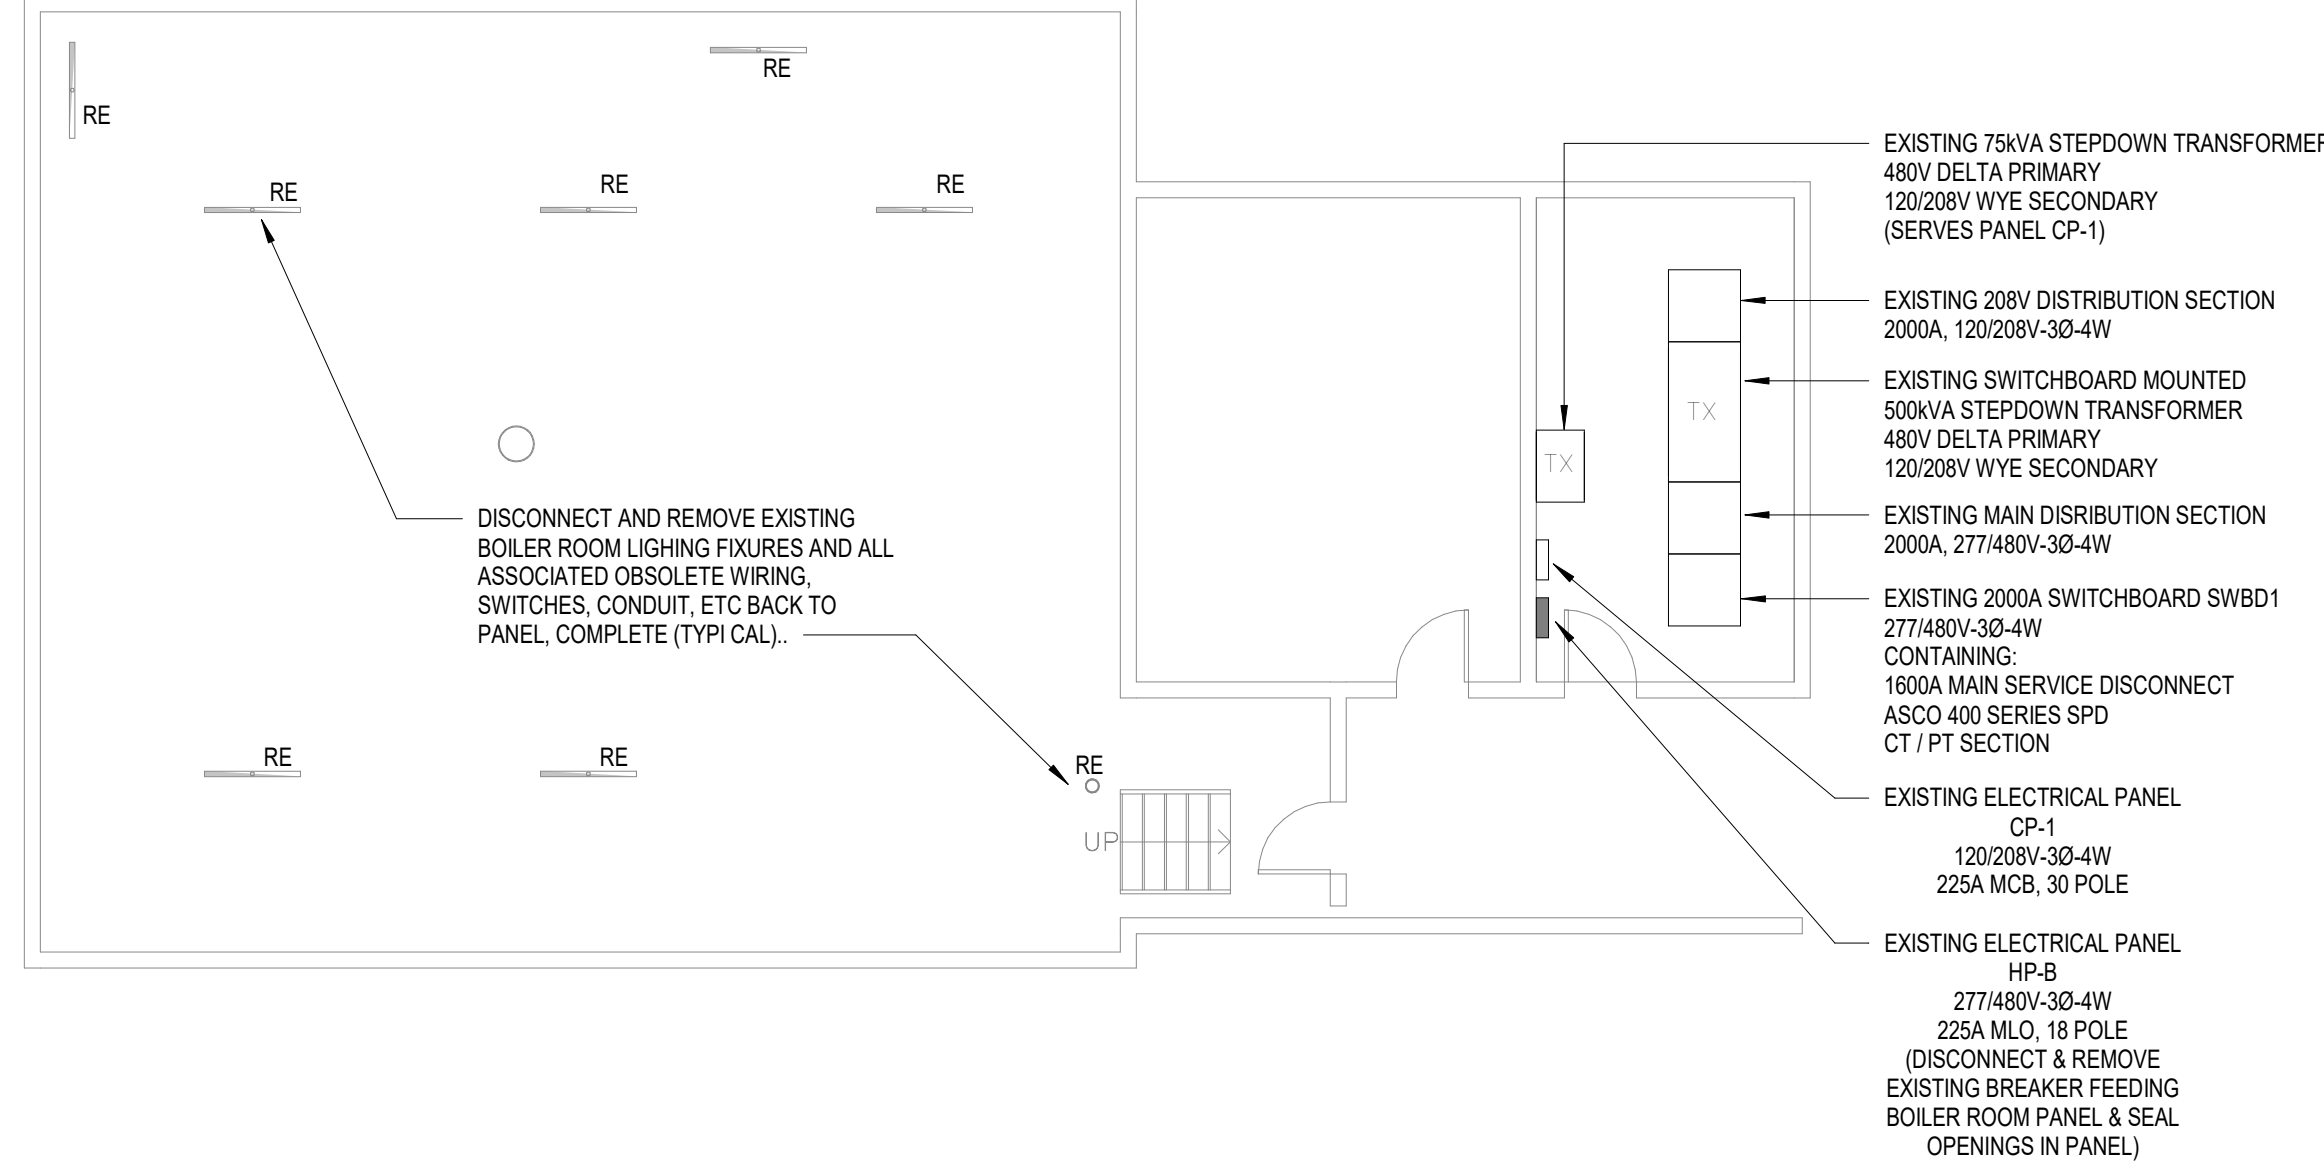 RE
RE
RE
RE
RE
EXISTING 75kVA STEPDOWN TRANSFORMER
480V DELTA PRIMARY
120/208V WYE SECONDARY
(SERVES PANEL CP-1)
EXISTING 208V DISTRIBUTION SECTION
2000A, 120/208V-3Ø-4W
EXISTING SWITCHBOARD MOUNTED
500kVA STEPDOWN TRANSFORMER
480V DELTA PRIMARY
120/208V WYE SECONDARY
TX
TX
DISCONNECT AND REMOVE EXISTING
BOILER ROOM LIGHING FIXURES AND ALL
ASSOCIATED OBSOLETE WIRING,
SWITCHES, CONDUIT, ETC BACK TO
PANEL, COMPLETE (TYPI CAL)..
EXISTING MAIN DISRIBUTION SECTION
2000A, 277/480V-3Ø-4W
EXISTING 2000A SWITCHBOARD SWBD1
277/480V-3Ø-4W
CONTAINING:
1600A MAIN SERVICE DISCONNECT
ASCO 400 SERIES SPD
CT / PT SECTION
RE
RE
RE
UP
EXISTING ELECTRICAL PANEL
CP-1
120/208V-3Ø-4W
225A MCB, 30 POLE
EXISTING ELECTRICAL PANEL
HP-B
277/480V-3Ø-4W
225A MLO, 18 POLE
(DISCONNECT & REMOVE
EXISTING BREAKER FEEDING
BOILER ROOM PANEL & SEAL
OPENINGS IN PANEL)